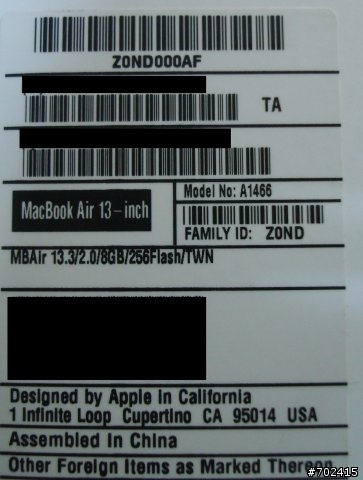 Z0ND000AF
TA
MacBook Air 13-inch
Model No: A1466
FAMILY ID: Z0ND
MBAir 13.3/2.0/8GB/256Flash/TWN
Designed by Apple in California
1 Infinite Loop Cupertino CA 95014 USA
Assembled In China
Other Foreign Items as Marked Thereon
#702415